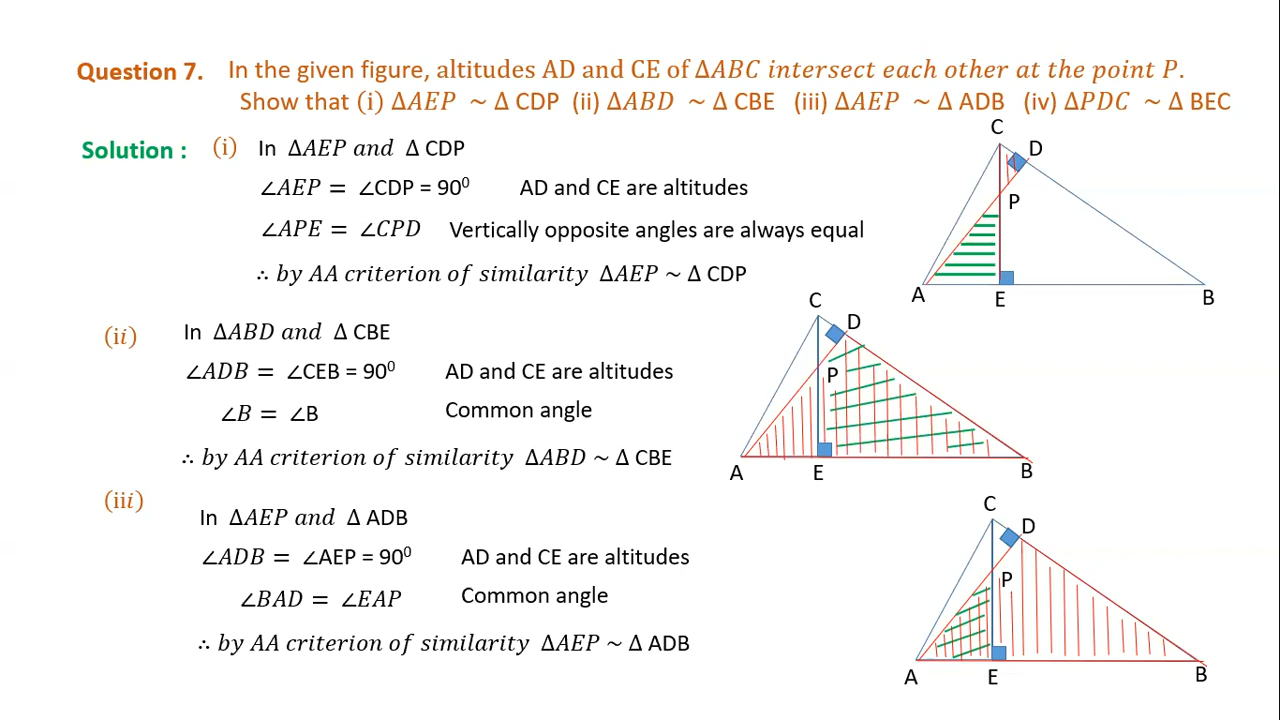 Question 7. In the given figure, altitudes AD and CE of ΔABC intersect each other at the point P.
Show that (i) ΔAEP ~ Δ CDP (ii) ΔABD ~ Δ CBE (iii) ΔAEP ~ Δ ADB (iv) ΔPDC ~ Δ BEC
Solution : (i) In ΔAEP and Δ CDP
∠AEP = ∠CDP = 90⁰ AD and CE are altitudes
∠APE = ∠CPD Vertically opposite angles are always equal
∴ by AA criterion of similarity ΔAEP ~ Δ CDP
C
D
P
A
E
B
(ii) In ΔABD and Δ CBE
∠ADB = ∠CEB = 90⁰ AD and CE are altitudes
∠B = ∠B Common angle
∴ by AA criterion of similarity ΔABD ~ Δ CBE
C
D
P
A
E
B
(iii)
In ΔAEP and Δ ADB
∠ADB = ∠AEP = 90⁰ AD and CE are altitudes
∠BAD = ∠EAP Common angle
∴ by AA criterion of similarity ΔAEP ~ Δ ADB
C
D
P
A
E
B